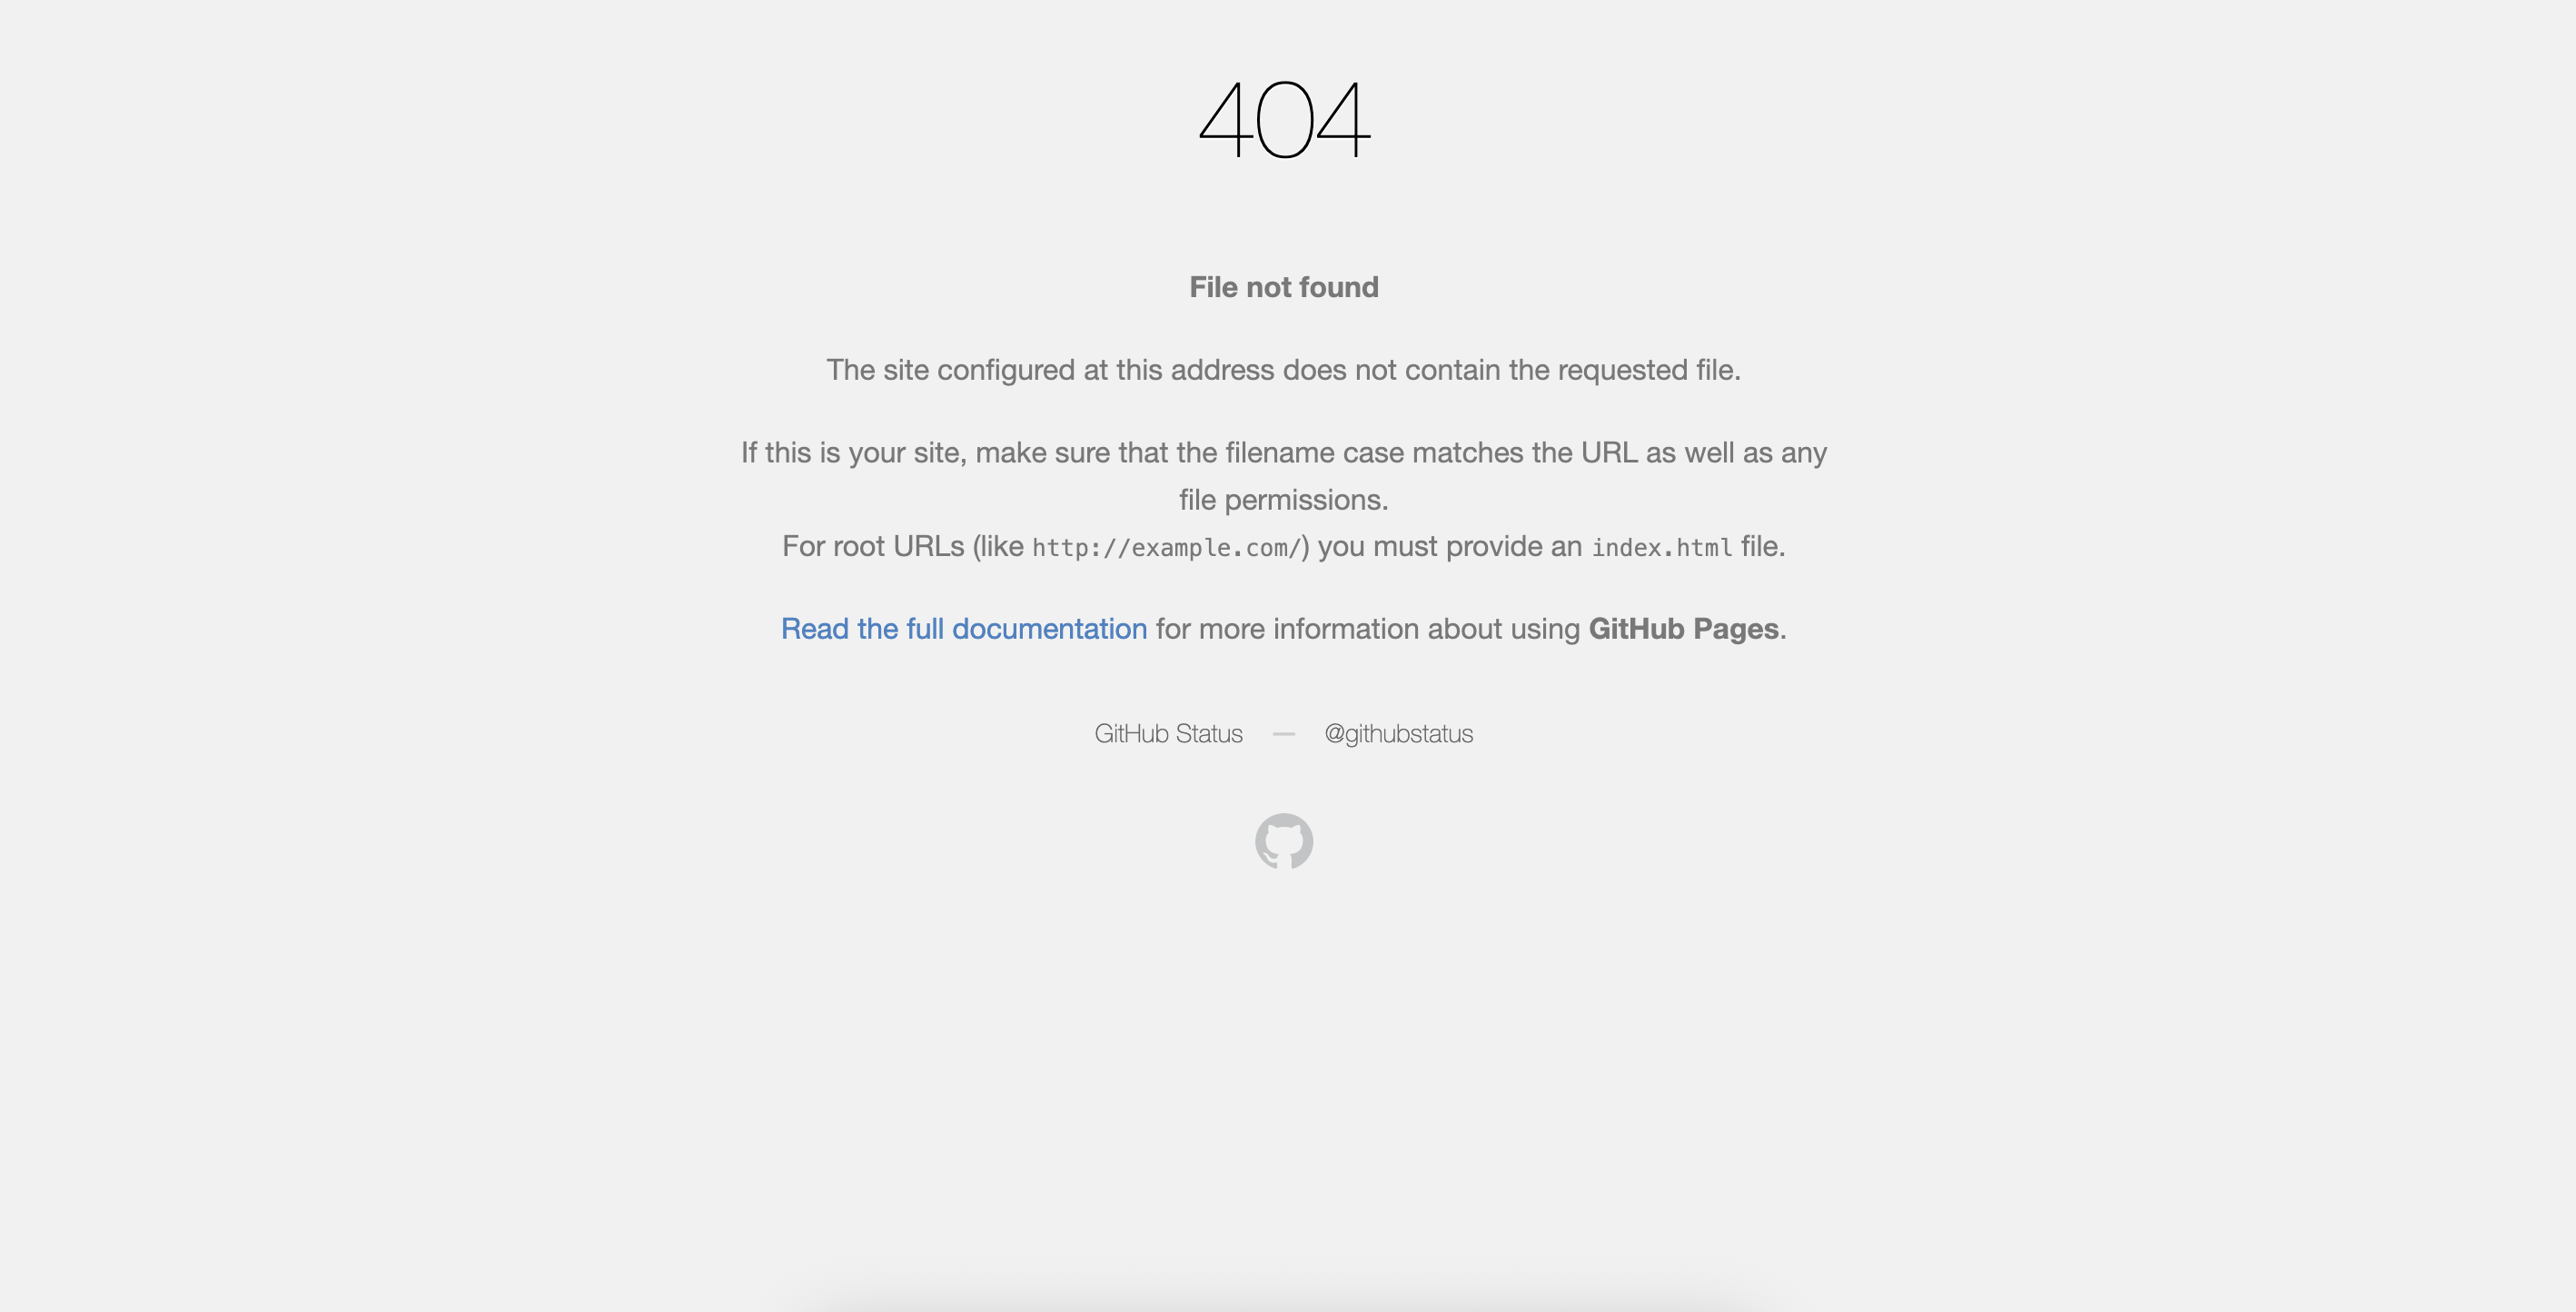 404
File not found
The site configured at this address does not contain the requested file.
If this is your site, make sure that the filename case matches the URL as well as any
file permissions.
For root URLs (like http://example.com/) you must provide an index.html file.
Read the full documentation for more information about using GitHub Pages.
GitHub Status — @githubstatus